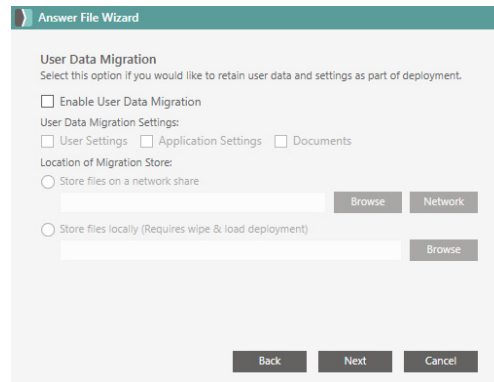 Answer File Wizard
User Data Migration
Select this option if you would like to retain user data and settings as part of deployment.
Enable User Data Migration
User Data Migration Settings:
User Settings Application Settings Documents
Location of Migration Store:
Store files on a network share
Browse Network
Store files locally (Requires wipe & load deployment)
Browse
Back Next Cancel